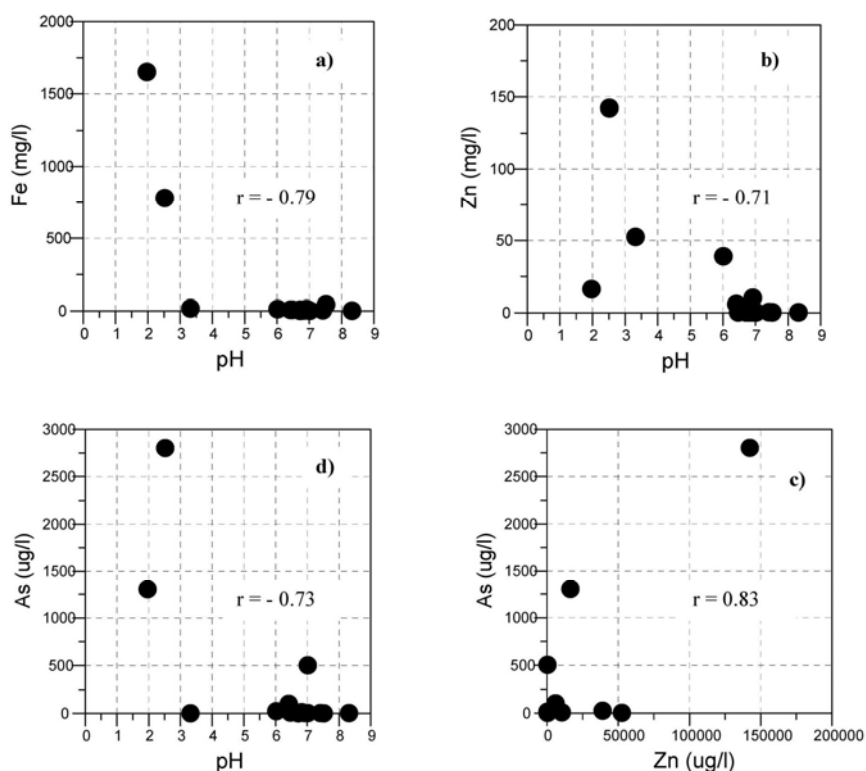 a)
Fe (mg/l)
2000
1500
1000
500
0
r = - 0.79
0 1 2 3 4 5 6 7 8 9
pH
b)
Zn (mg/l)
200
150
100
50
0
r = - 0.71
0 1 2 3 4 5 6 7 8 9
pH
d)
As (ug/l)
3000
2500
2000
1500
1000
500
0
r = - 0.73
0 1 2 3 4 5 6 7 8 9
pH
c)
As (ug/l)
3000
2500
2000
1500
1000
500
0
r = 0.83
0 50000 100000 150000 200000
Zn (ug/l)